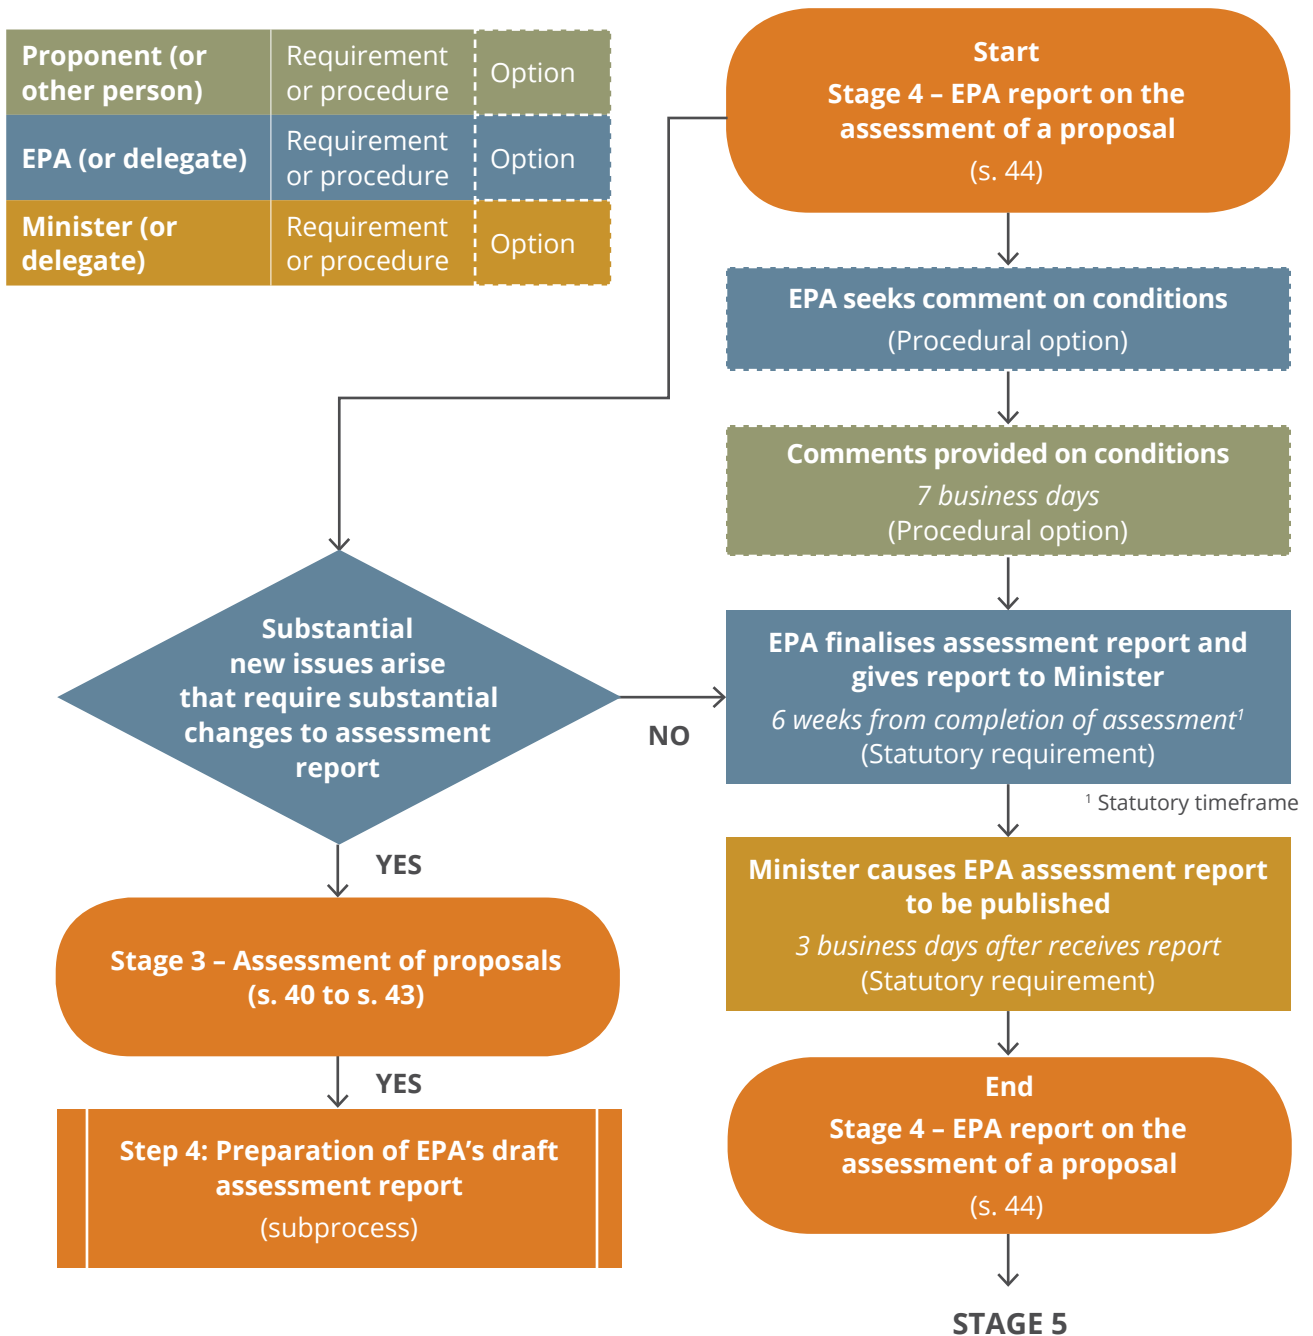 Proponent (or
other person)
Requirement
or procedure
Option
EPA (or delegate)
Requirement
or procedure
Option
Minister (or
delegate)
Requirement
or procedure
Option
Start
Stage 4 – EPA report on the
assessment of a proposal
(s. 44)
EPA seeks comment on conditions
(Procedural option)
Comments provided on conditions
7 business days
(Procedural option)
Substantial
new issues arise
that require substantial
changes to assessment
report
NO
EPA finalises assessment report and
gives report to Minister
6 weeks from completion of assessment¹
(Statutory requirement)
¹ Statutory timeframe
YES
Minister causes EPA assessment report
to be published
3 business days after receives report
(Statutory requirement)
Stage 3 – Assessment of proposals
(s. 40 to s. 43)
YES
Step 4: Preparation of EPA’s draft
assessment report
(subprocess)
End
Stage 4 – EPA report on the
assessment of a proposal
(s. 44)
STAGE 5